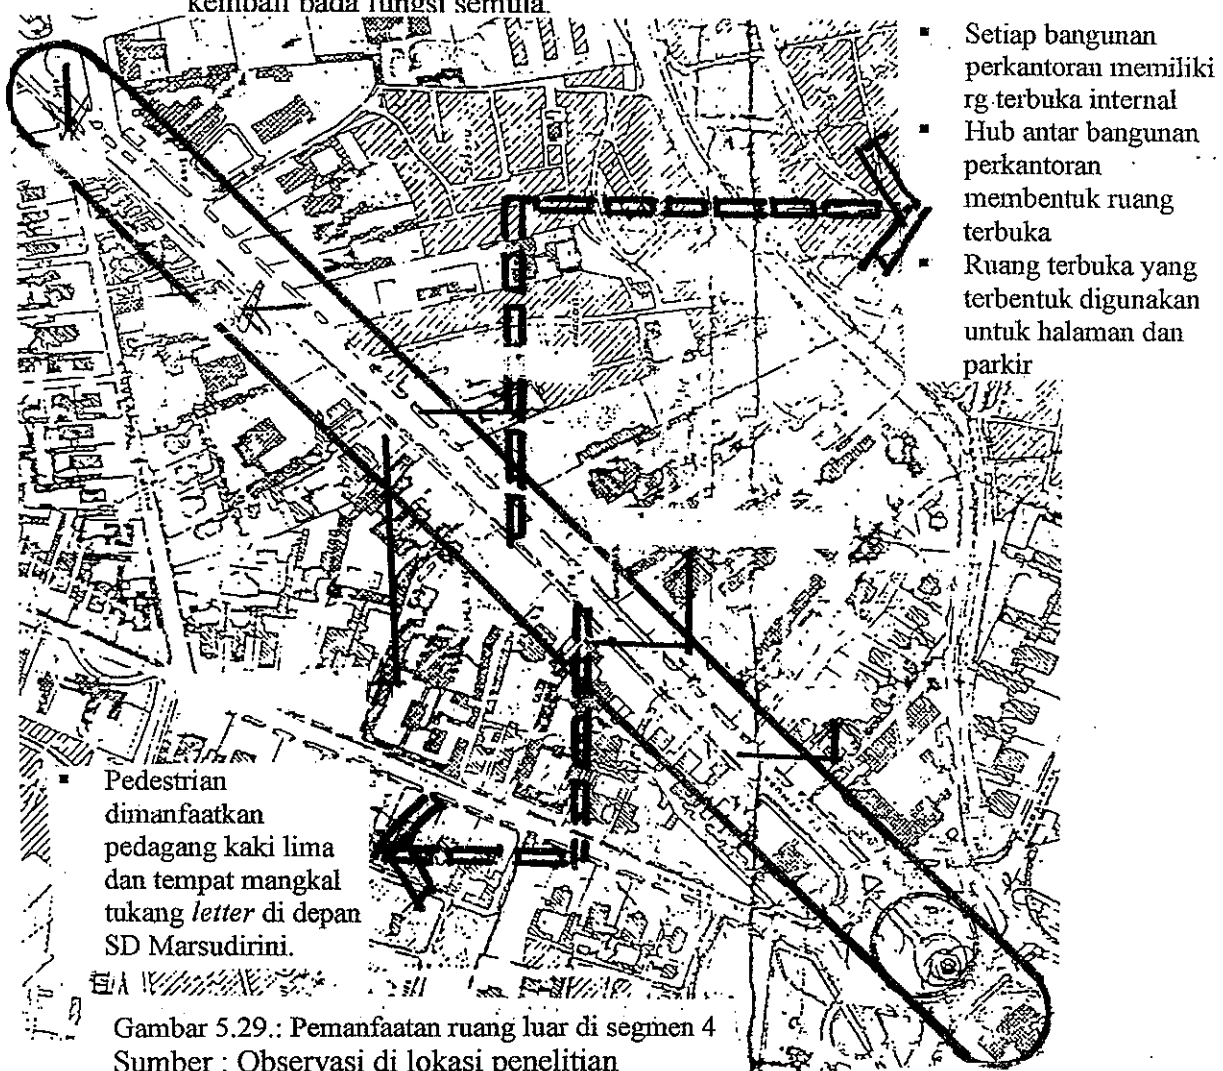 kembali pada fungsi semula.
▪ Setiap bangunan
perkantoran memiliki
rg terbuka internal
▪ Hub antar bangunan
perkantoran
membentuk ruang
terbuka
▪ Ruang terbuka yang
terbentuk digunakan
untuk halaman dan
parkir
▪ Pedestrian
dimanfaatkan
pedagang kaki lima
dan tempat mangkal
tukang letter di depan
SD Marsudirini.
Gambar 5.29.: Pemanfaatan ruang luar di segmen 4
Sumber : Observasi di lokasi penelitian